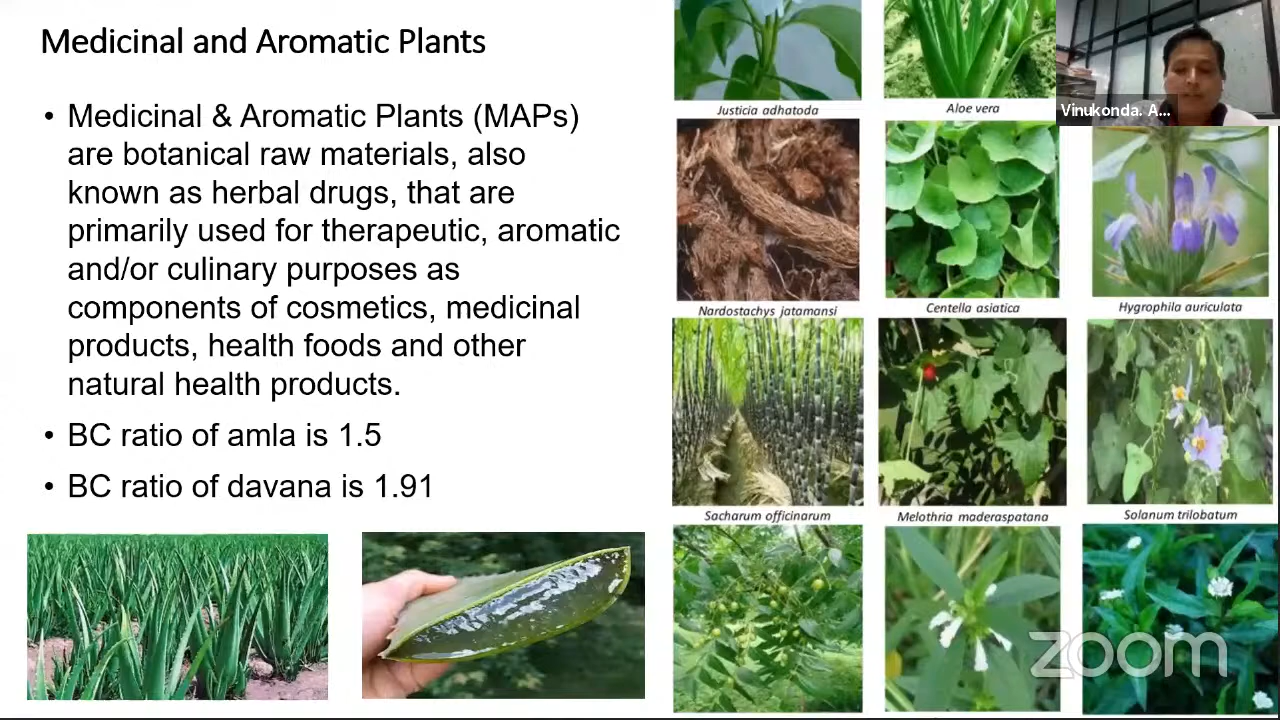 Medicinal and Aromatic Plants
• Medicinal & Aromatic Plants (MAPs)
are botanical raw materials, also
known as herbal drugs, that are
primarily used for therapeutic, aromatic
and/or culinary purposes as
components of cosmetics, medicinal
products, health foods and other
natural health products.
• BC ratio of amla is 1.5
• BC ratio of davana is 1.91
Justicia adhatoda
Aloe vera
Vinukonda. A...
Nardostachys jatamansi
Centella asiatica
Hygrophila auriculata
Sacharum officinarum
Melothria maderaspatana
Solanum trilobatum
zoom